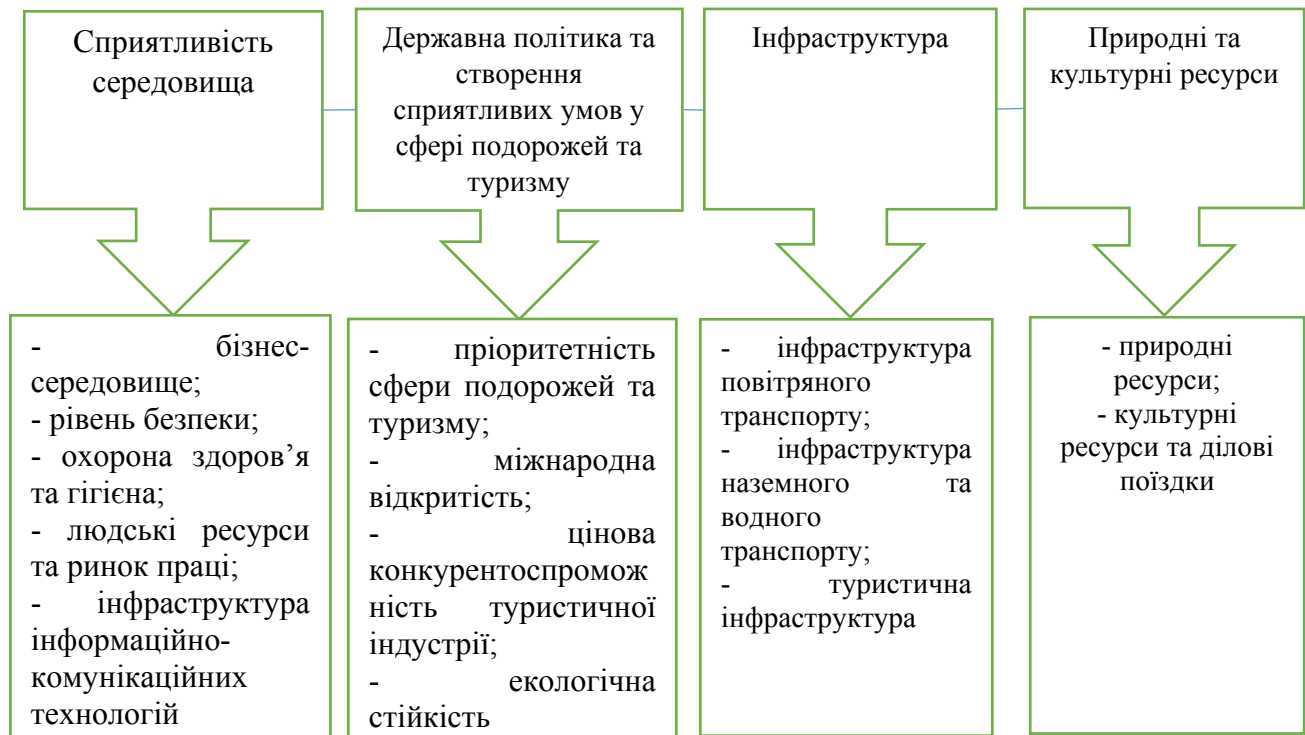 Сприятливість
середовища
Державна політика та
створення
сприятливих умов у
сфері подорожей та
туризму
Інфраструктура
Природні та
культурні ресурси
- бізнес-
середовище;
- рівень безпеки;
- охорона здоров’я
та гігієна;
- людські ресурси
та ринок праці;
- інфраструктура
інформаційно-
комунікаційних
технологій
- пріоритетність
сфери подорожей та
туризму;
- міжнародна
відкритість;
- цінова
конкурентоспромож
ність туристичної
індустрії;
- екологічна
стійкість
- інфраструктура
повітряного
транспорту;
- інфраструктура
наземного та
водного
транспорту;
- туристична
інфраструктура
- природні
ресурси;
- культурні
ресурси та ділові
поїздки